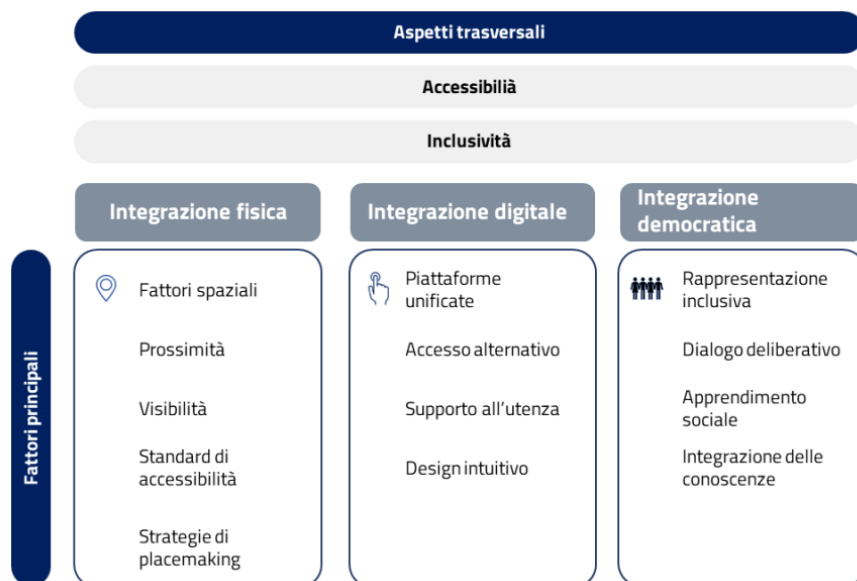 Aspetti trasversali
Accessibilià
Inclusività
Integrazione fisica
Integrazione digitale
Integrazione
democratica
Fattori principali
Fattori spaziali
Prossimità
Visibilità
Standard di
accessibilità
Strategie di
placemaking
Piattaforme
unificate
Accesso alternativo
Supporto all'utenza
Design intuitivo
Rappresentazione
inclusiva
Dialogo deliberativo
Apprendimento
sociale
Integrazione delle
conoscenze